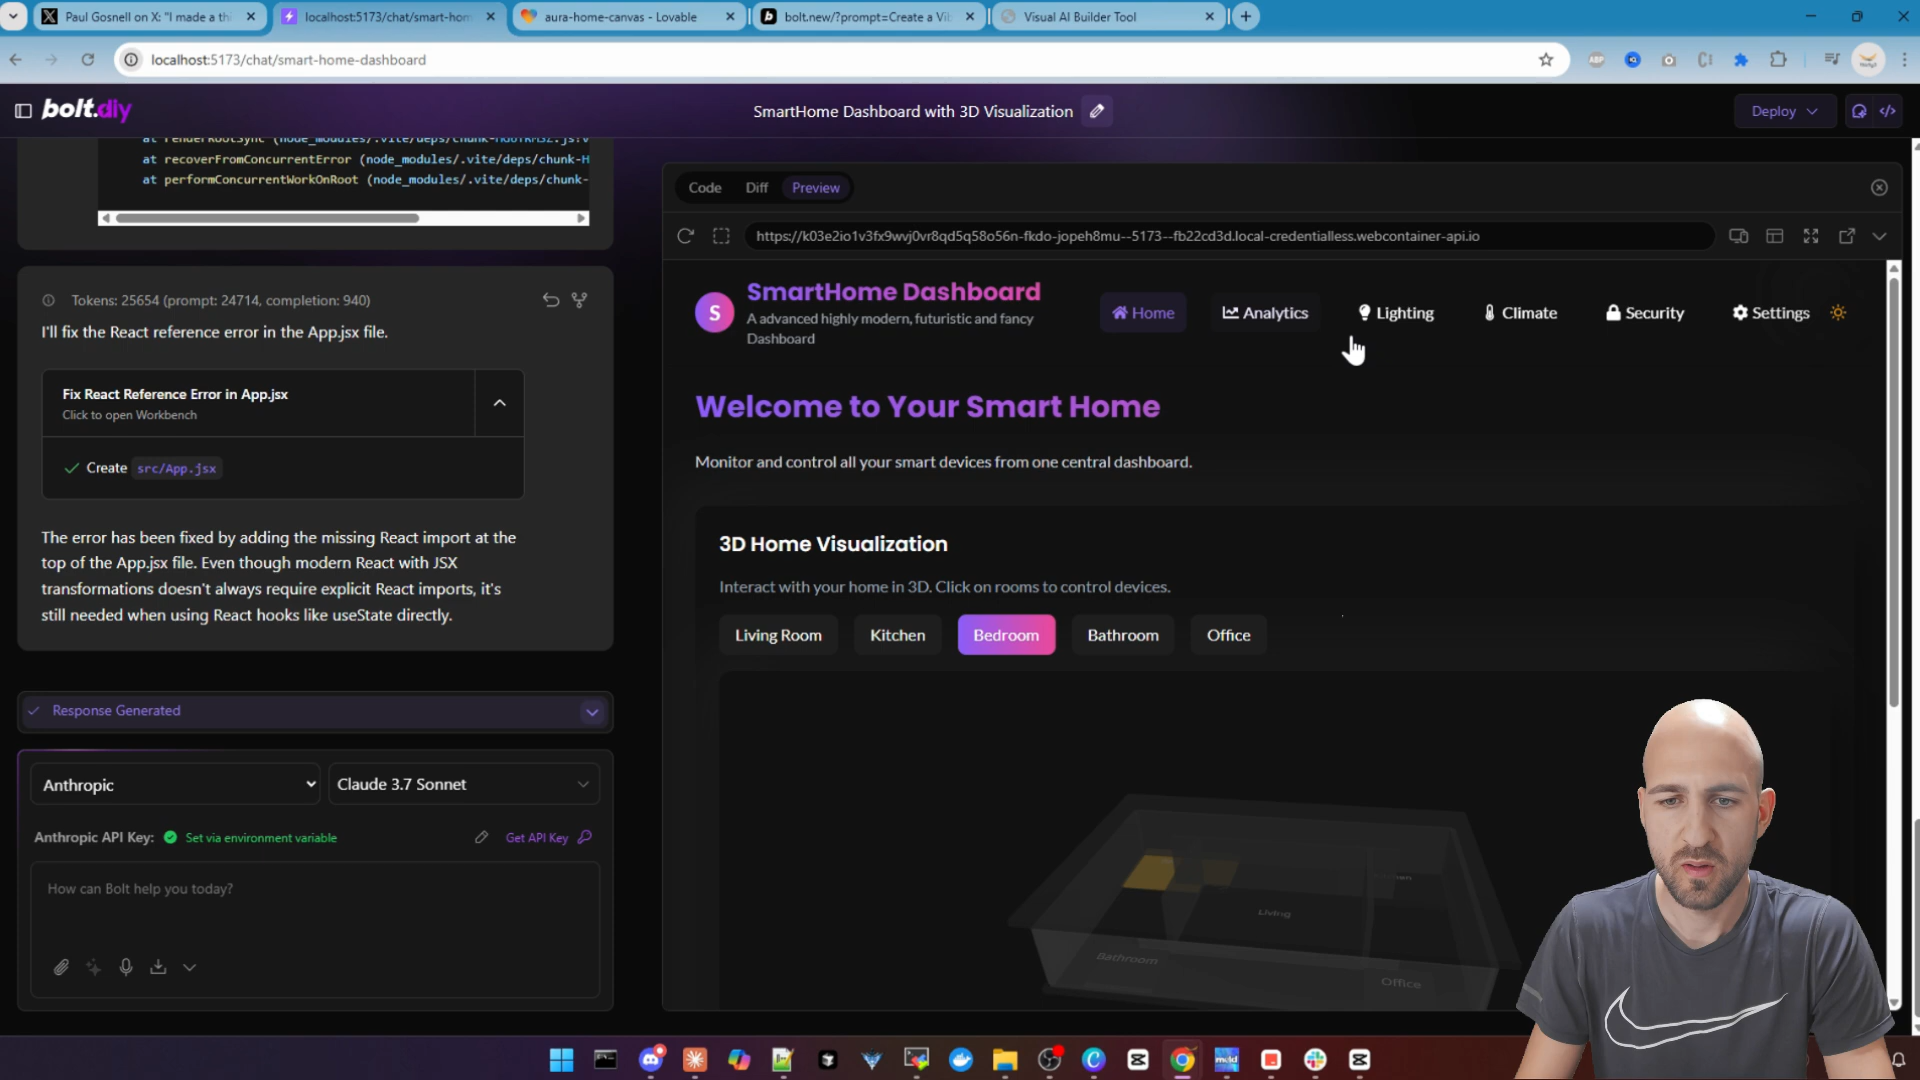 Paul Gosnell on X: "I made a thi
localhost:5173/chat/smart-hom
aura-home-canvas - Lovable
bolt.new/?prompt=Create a Vi
Visual AI Builder Tool
localhost:5173/chat/smart-home-dashboard
bolt.diy
SmartHome Dashboard with 3D Visualization
Deploy
at recoverFromConcurrentError (node_modules/.vite/deps/chunk-H
at performConcurrentWorkOnRoot (node_modules/.vite/deps/chunk-
Tokens: 25654 (prompt: 24714, completion: 940)
I'll fix the React reference error in the App.jsx file.
Fix React Reference Error in App.jsx
Click to open Workbench
Create src/App.jsx
The error has been fixed by adding the missing React import at the
top of the App.jsx file. Even though modern React with JSX
transformations doesn't always require explicit React imports, it's
still needed when using React hooks like useState directly.
Response Generated
Anthropic
Claude 3.7 Sonnet
Anthropic API Key: Set via environment variable
Get API Key
How can Bolt help you today?
Code Diff Preview
https://k03e2io1v3fx9wvj0vr8qd5q58o56n-fkdo-jopeh8mu--5173--fb22cd3d.local-credentialless.webcontainer-api.io
S
SmartHome Dashboard
A advanced highly modern, futuristic and fancy
Dashboard
Home Analytics Lighting Climate Security Settings
Welcome to Your Smart Home
Monitor and control all your smart devices from one central dashboard.
3D Home Visualization
Interact with your home in 3D. Click on rooms to control devices.
Living Room Kitchen Bedroom Bathroom Office
Living
Bathroom
Office